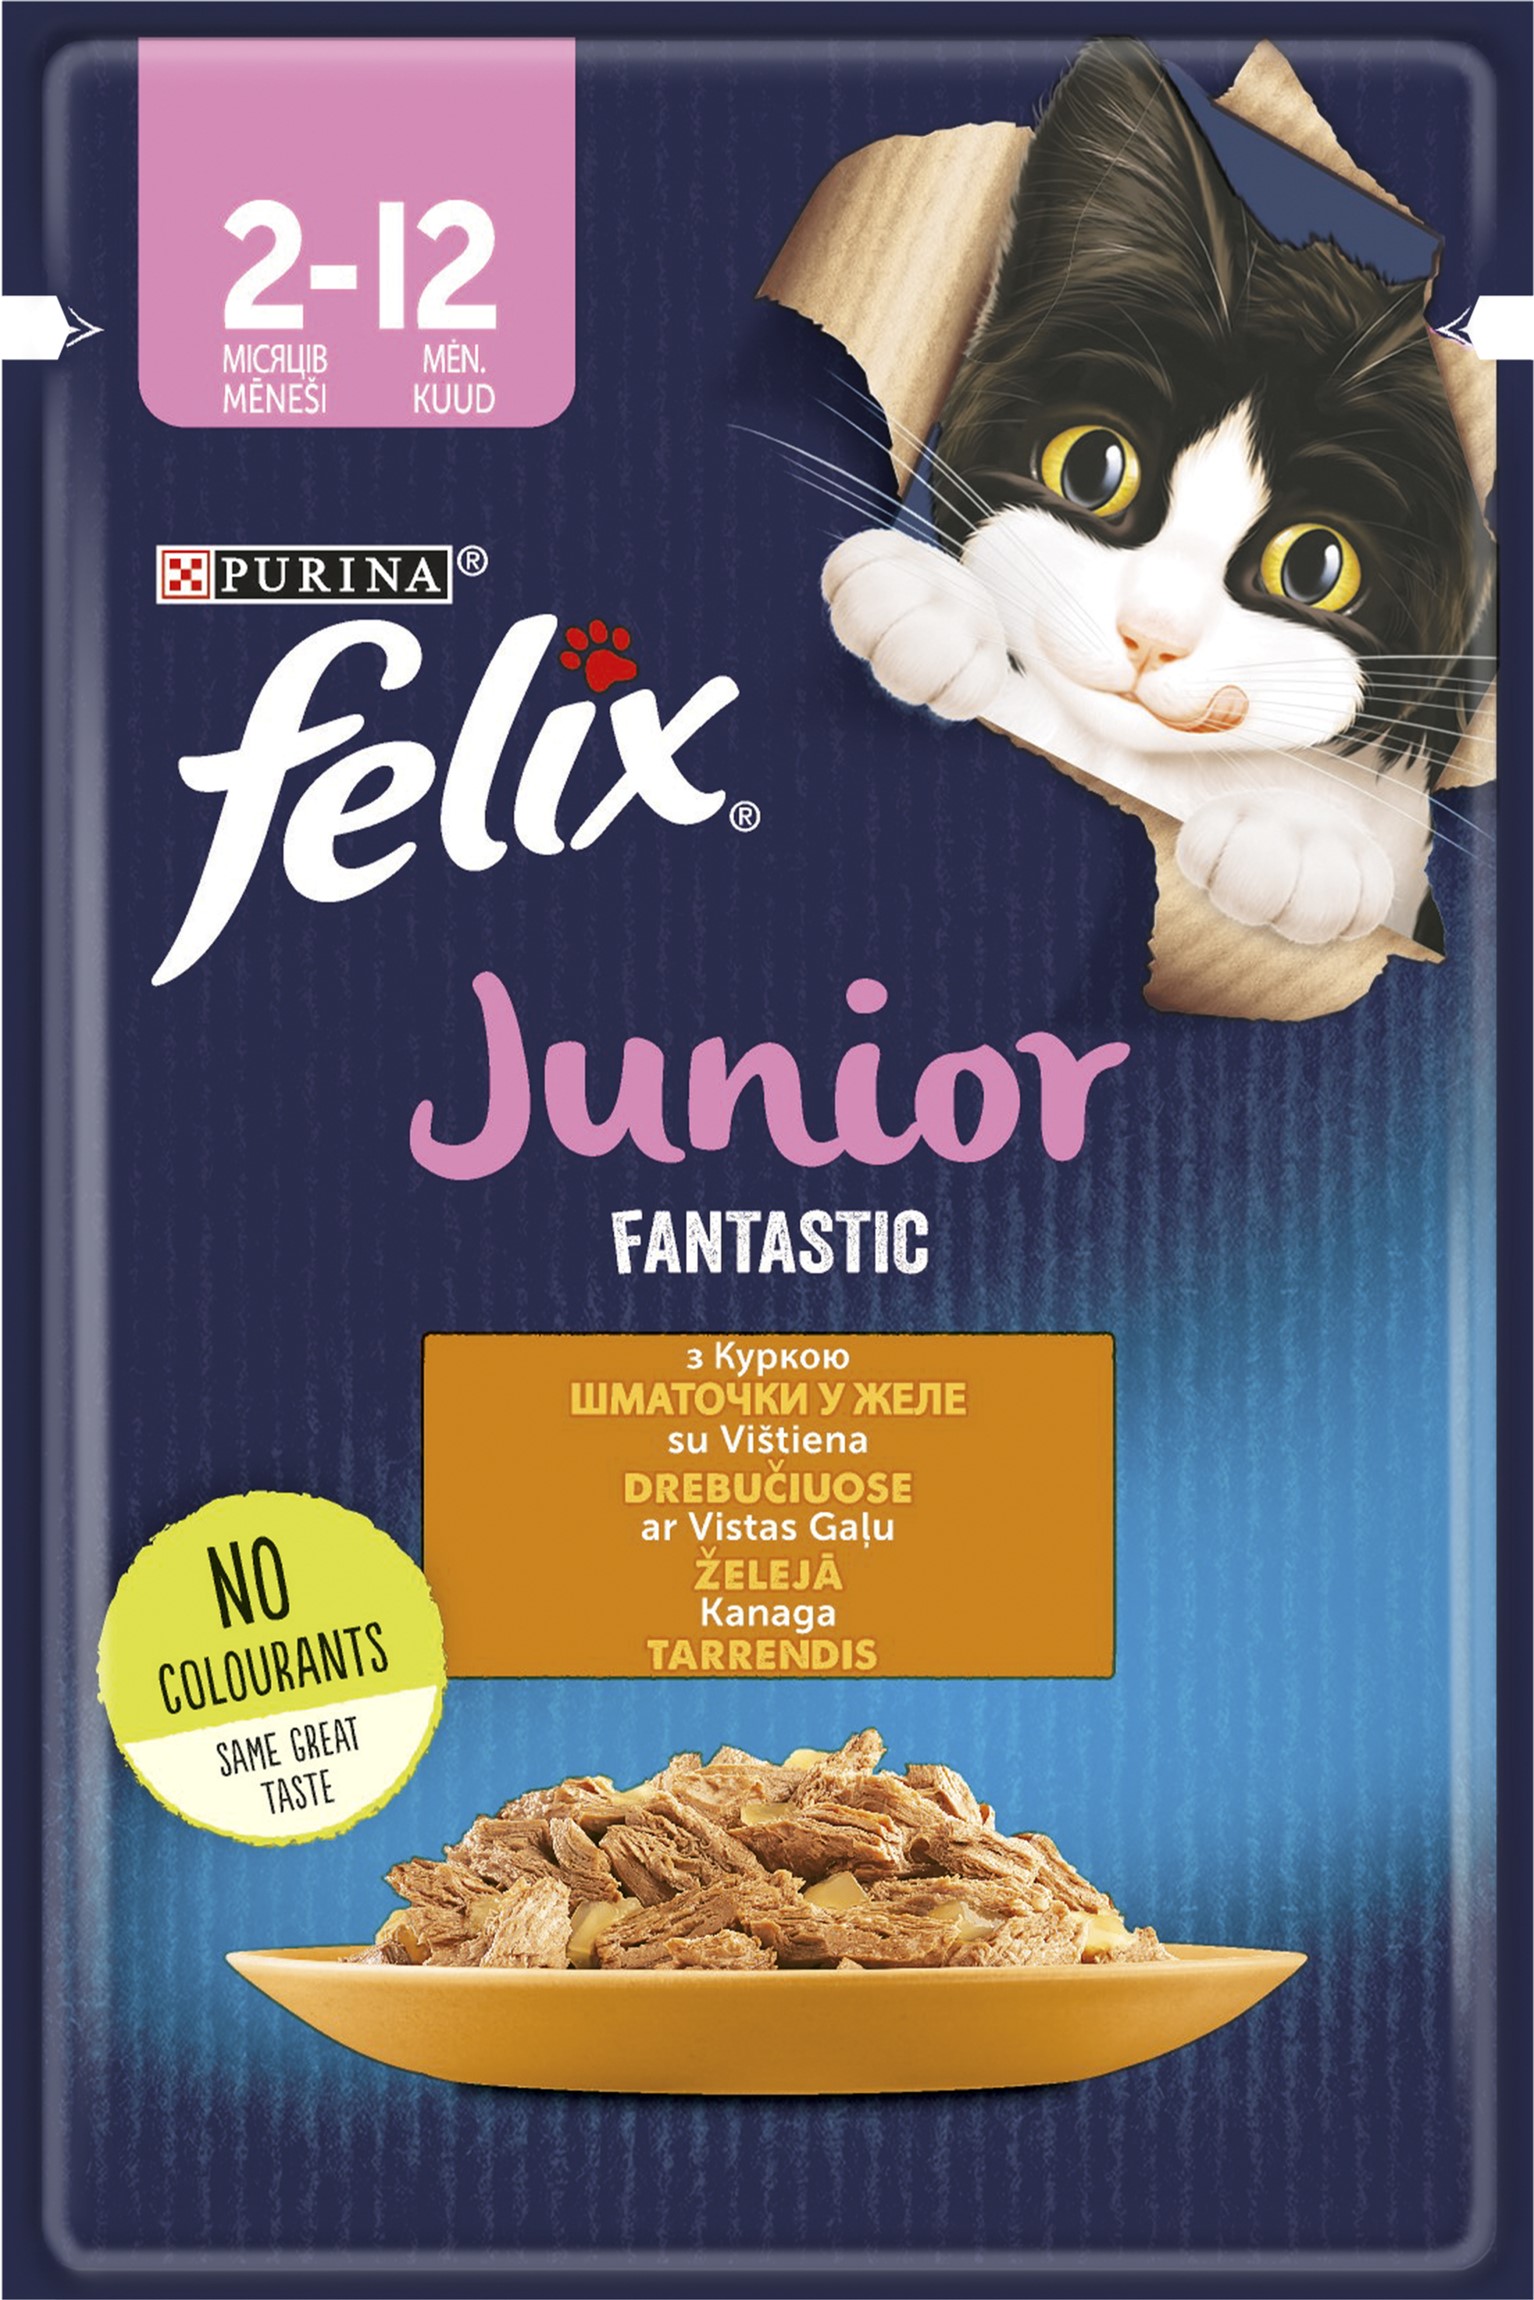 2-12
МІСЯЦІВ MĖN.
MĒNEŠI KUUD
PURINA®
felix®
Junior
FANTASTIC
з Куркою
ШМАТОЧКИ У ЖЕЛЕ
su Vištiena
DREBUČIUOSE
ar Vistas Gaļu
ŽELEJĀ
Kanaga
TARRENDIS
NO
COLOURANTS
SAME GREAT
TASTE